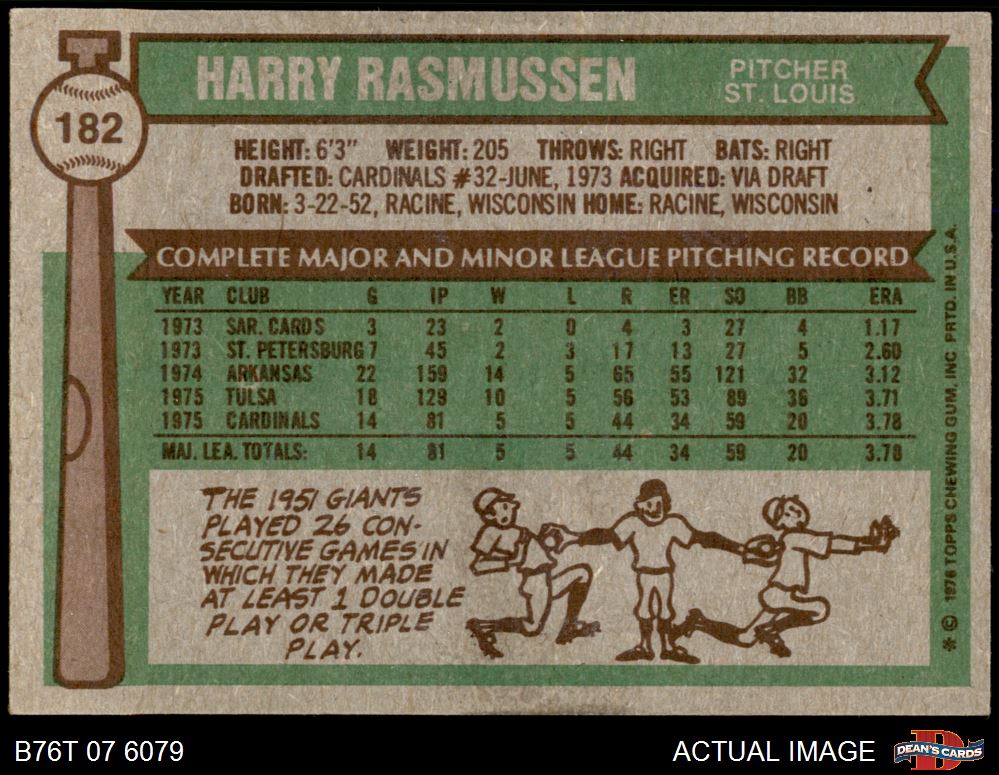 HARRY RASMUSSEN
PITCHER
ST. LOUIS
182
HEIGHT: 6'3" WEIGHT: 205 THROWS: RIGHT BATS: RIGHT
DRAFTED: CARDINALS #32-JUNE, 1973 ACQUIRED: VIA DRAFT
BORN: 3-22-52, RACINE, WISCONSIN HOME: RACINE, WISCONSIN
COMPLETE MAJOR AND MINOR LEAGUE PITCHING RECORD
YEAR CLUB G IP W L R ER SO BB ERA
1973 SAR. CARDS 3 23 2 0 4 3 27 4 1.17
1973 ST. PETERSBURG 7 45 2 3 17 13 27 5 2.60
1974 ARKANSAS 22 159 14 5 65 55 121 32 3.12
1975 TULSA 18 129 10 5 56 53 89 36 3.71
1975 CARDINALS 14 81 5 5 44 34 59 20 3.78
MAJ. LEA. TOTALS: 14 81 5 5 44 34 59 20 3.78
THE 1951 GIANTS
PLAYED 26 CON-
SECUTIVE GAMES IN
WHICH THEY MADE
AT LEAST 1 DOUBLE
PLAY OR TRIPLE
PLAY.
* © 1976 TOPPS CHEWING GUM, INC. PRTD. IN U.S.A.
B76T 07 6079
ACTUAL IMAGE
DEAN'S CARDS